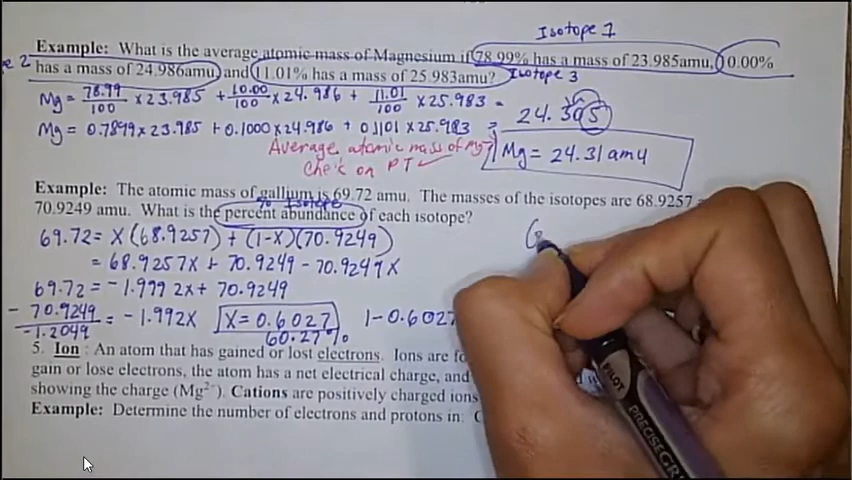 Isotope 1
Example: What is the average atomic mass of Magnesium if 78.99% has a mass of 23.985amu, 10.00%
2 has a mass of 24.986amu, and 11.01% has a mass of 25.983amu? Isotope 3
Mg = 78.99/100 × 23.985 + 10.00/100 × 24.986 + 11.01/100 × 25.983 =
24.305
Mg = 0.7899 × 23.985 + 0.1000 × 24.986 + 0.1101 × 25.983 =
Mg = 24.31 amu
Average atomic mass of Mg
Check on PT ✓
Example: The atomic mass of gallium is 69.72 amu. The masses of the isotopes are 68.9257
70.9249 amu. What is the percent abundance of each isotope?
69.72 = X(68.9257) + (1-X)(70.9249)
= 68.9257X + 70.9249 - 70.9249X
69.72 = -1.9992X + 70.9249
- 70.9249
-1.2049 = -1.992X X = 0.6027 1-0.6027
60.27%
5. Ion : An atom that has gained or lost electrons. Ions are
gain or lose electrons, the atom has a net electrical charge, and
showing the charge (Mg2-). Cations are positively charged ions
Example: Determine the number of electrons and protons in:
PILOT PRECISE